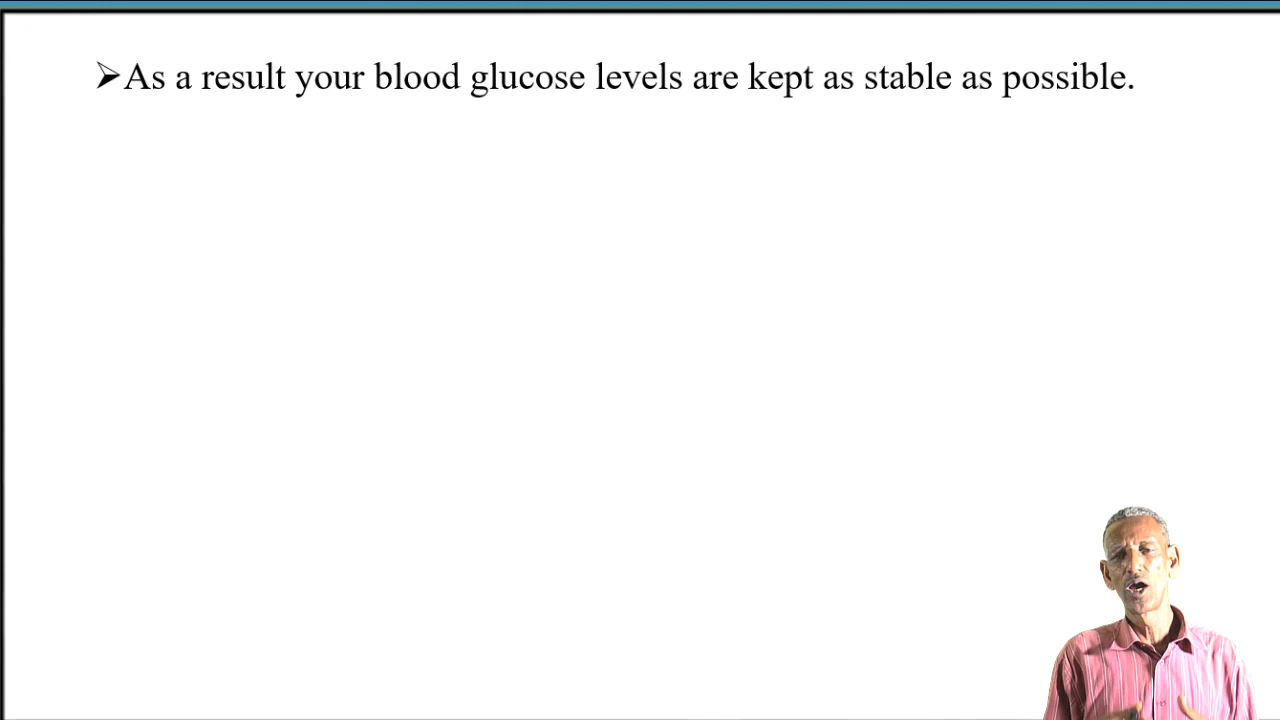 ➢As a result your blood glucose levels are kept as stable as possible.